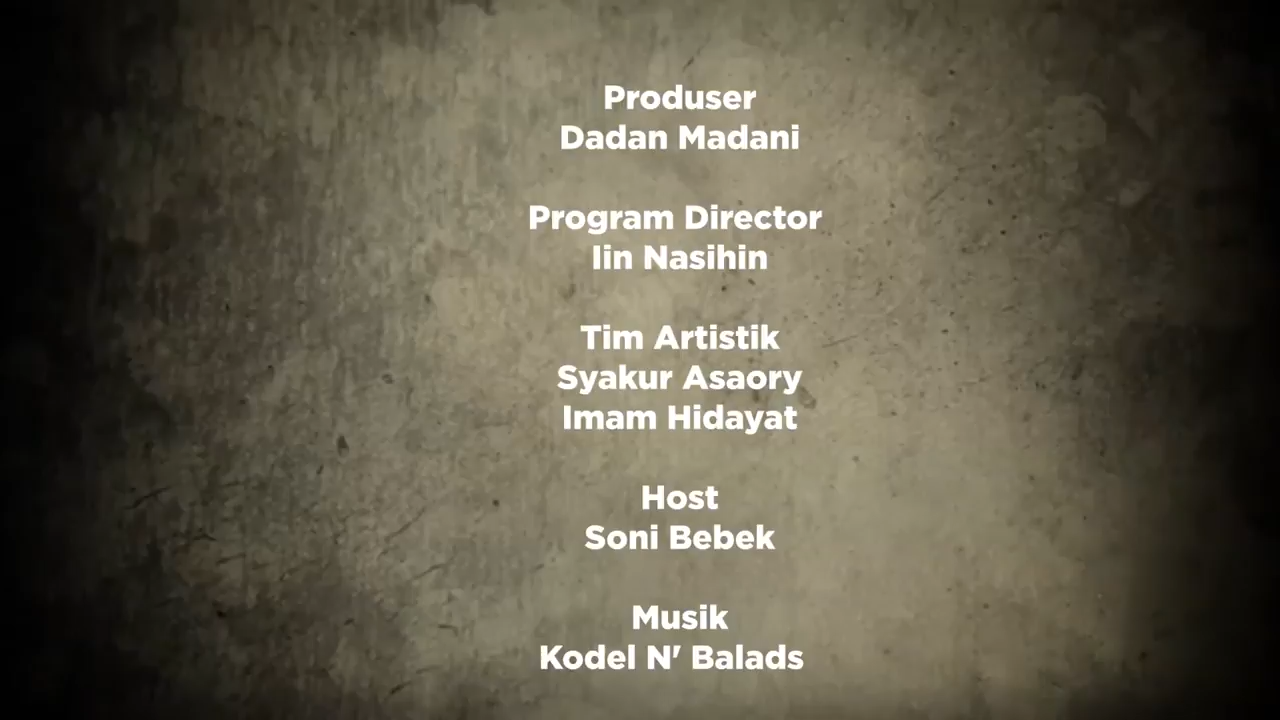 Produser
Dadan Madani
Program Director
Iin Nasihin
Tim Artistik
Syakur Asaory
Imam Hidayat
Host
Soni Bebek
Musik
Kodel N' Balads